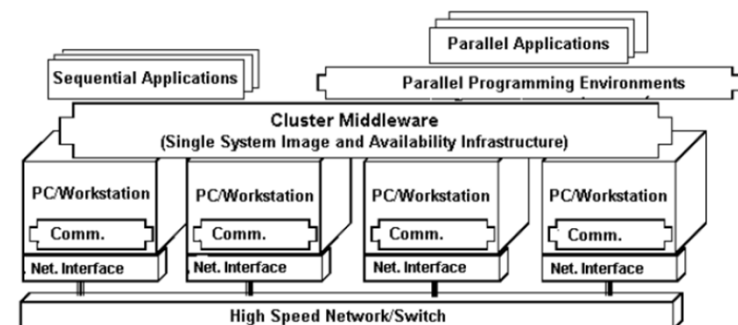 Parallel Applications
Sequential Applications
Parallel Programming Environments
Cluster Middleware
(Single System Image and Availability Infrastructure)
PC/Workstation
PC/Workstation
PC/Workstation
PC/Workstation
Comm.
Comm.
Comm.
Comm.
Net. Interface
Net. Interface
Net. Interface
Net. Interface
High Speed Network/Switch